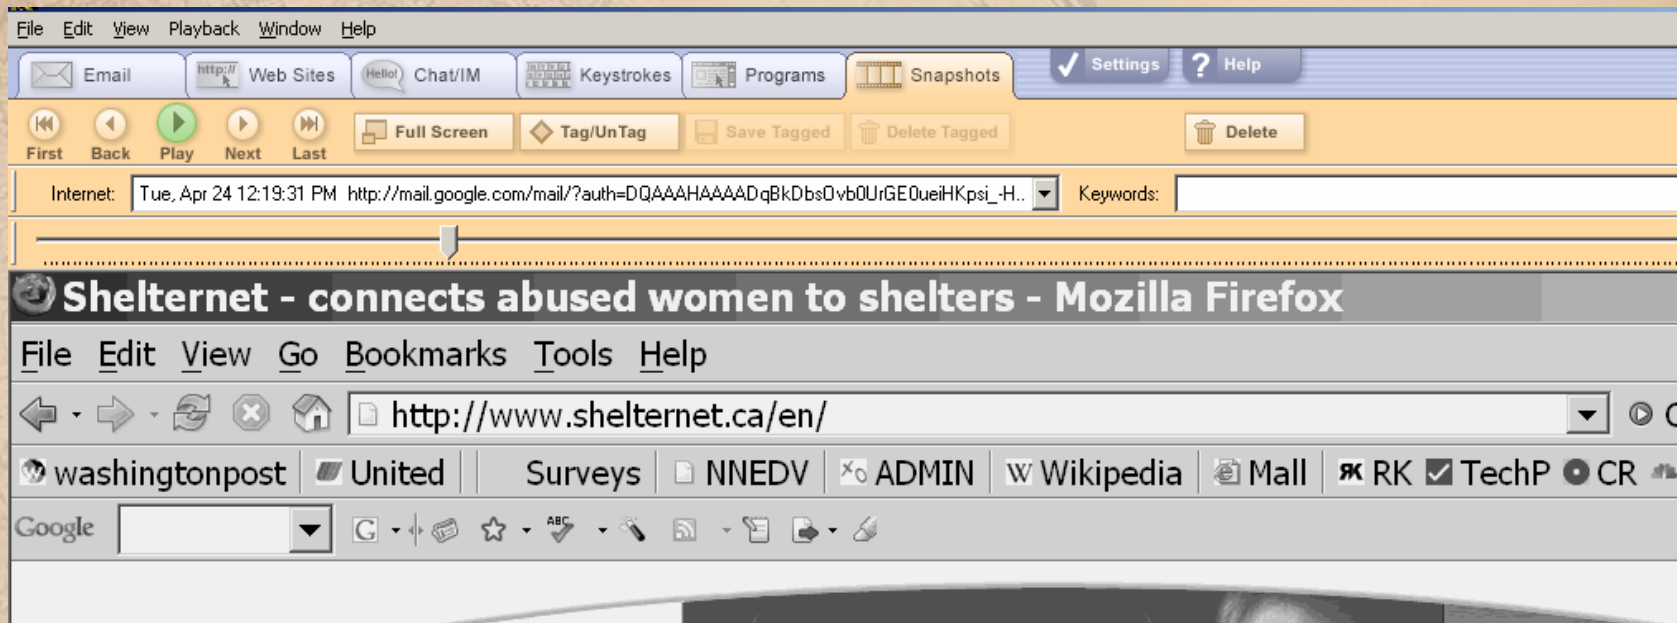 File Edit View Playback Window Help
Email http:// Web Sites Hello! Chat/IM Keystrokes Programs Snapshots Settings ? Help
First Back Play Next Last Full Screen Tag/UnTag Save Tagged Delete Tagged Delete
Internet: Tue, Apr 24 12:19:31 PM http://mail.google.com/mail/?auth=DQAAAHAAAADqBkDbsOvb0UrGE0ueiHKpsi_-H.. Keywords:
Shelternet - connects abused women to shelters - Mozilla Firefox
File Edit View Go Bookmarks Tools Help
http://www.shelternet.ca/en/
washingtonpost United Surveys NNEDV ADMIN W Wikipedia Mall RK RK TechP CR
Google G ABC